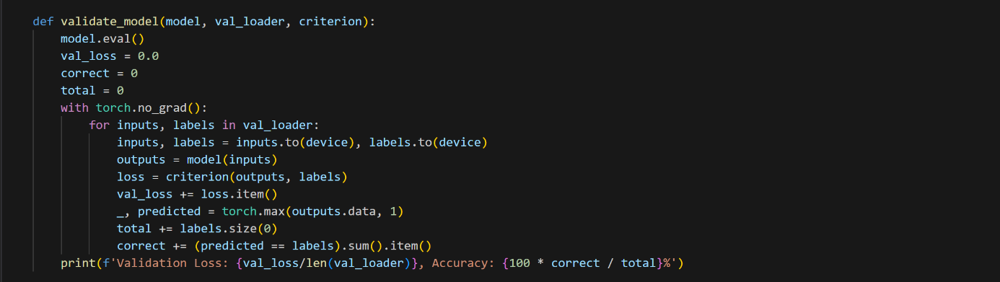 def validate_model(model, val_loader, criterion):
    model.eval()
    val_loss = 0.0
    correct = 0
    total = 0
    with torch.no_grad():
        for inputs, labels in val_loader:
            inputs, labels = inputs.to(device), labels.to(device)
            outputs = model(inputs)
            loss = criterion(outputs, labels)
            val_loss += loss.item()
            _, predicted = torch.max(outputs.data, 1)
            total += labels.size(0)
            correct += (predicted == labels).sum().item()
    print(f'Validation Loss: {val_loss/len(val_loader)}, Accuracy: {100 * correct / total}%')